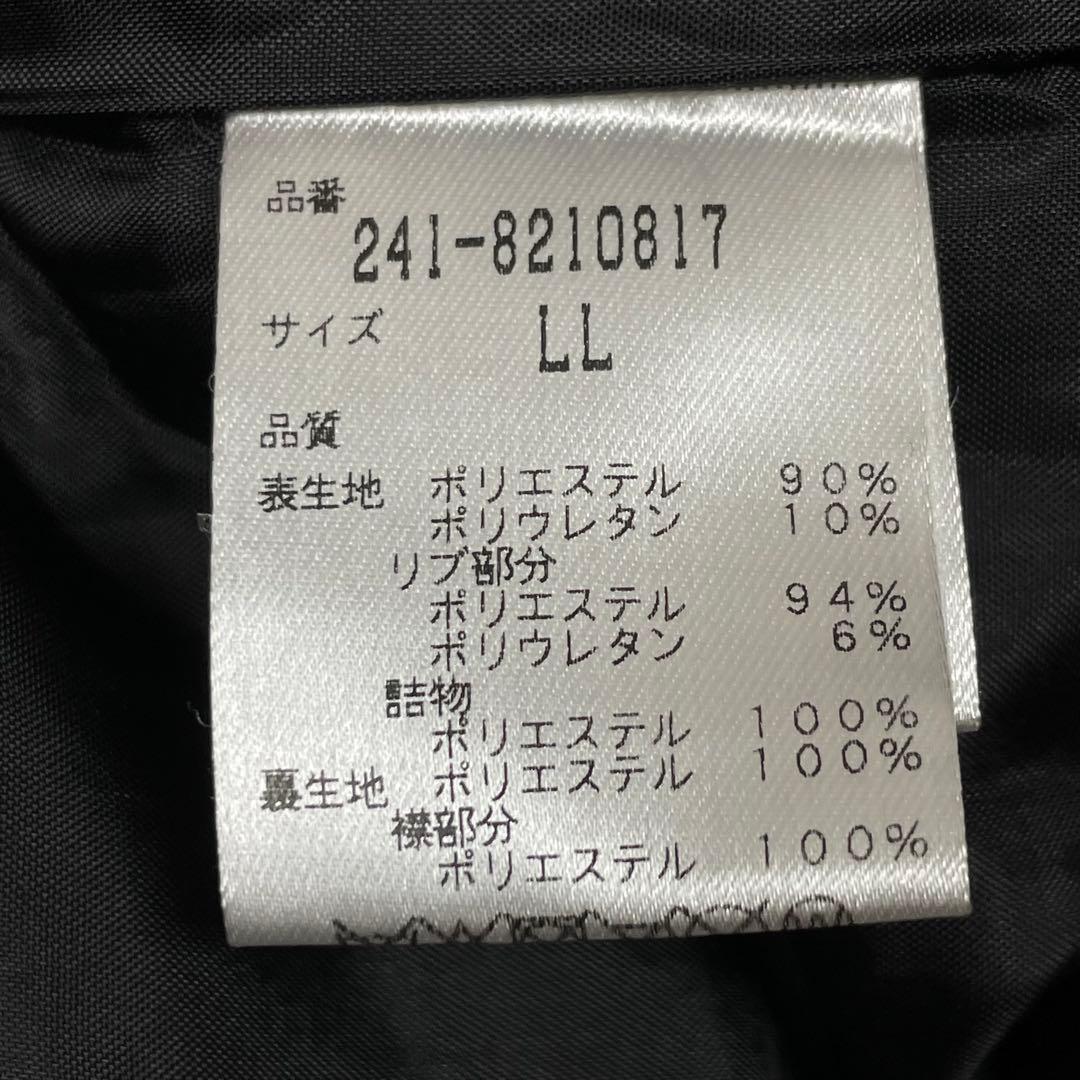 品番
241-8210817
サイズ LL
品質
表生地 ポリエステル 90%
ポリウレタン 10%
リブ部分
ポリエステル 94%
ポリウレタン 6%
詰物
ポリエステル 100%
裏生地 ポリエステル 100%
襟部分
ポリエステル 100%